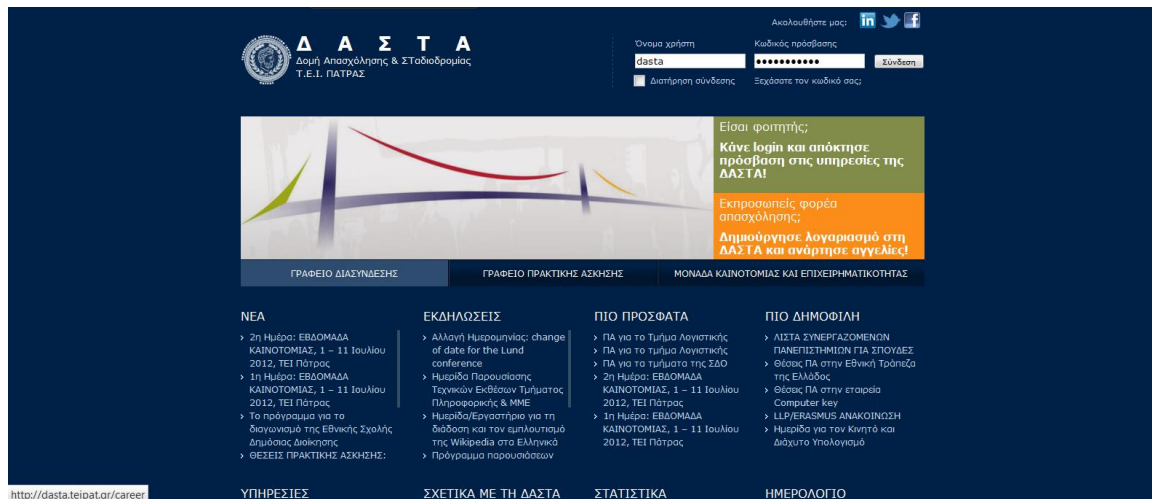 Ακολουθήστε μας:
Δ Α Σ Τ Α
Δομή Απασχόλησης & ΣΤαδιοδρομίας
Τ.Ε.Ι. ΠΑΤΡΑΣ
Όνομα χρήστη
Κωδικός πρόσβασης
dasta
Σύνδεση
Διατήρηση σύνδεσης
Ξεχάσατε τον κωδικό σας;
Είσαι φοιτητής;
Κάνε login και απόκτησε
πρόσβαση στις υπηρεσίες της
ΔΑΣΤΑ!
Εκπροσωπείς φορέα
απασχόλησης;
Δημιούργησε λογαριασμό στη
ΔΑΣΤΑ και ανάρτησε αγγελίες!
ΓΡΑΦΕΙΟ ΔΙΑΣΥΝΔΕΣΗΣ
ΓΡΑΦΕΙΟ ΠΡΑΚΤΙΚΗΣ ΑΣΚΗΣΗΣ
ΜΟΝΑΔΑ ΚΑΙΝΟΤΟΜΙΑΣ ΚΑΙ ΕΠΙΧΕΙΡΗΜΑΤΙΚΟΤΗΤΑΣ
ΝΕΑ
2η Ημέρα: ΕΒΔΟΜΑΔΑ
ΚΑΙΝΟΤΟΜΙΑΣ, 1 – 11 Ιουλίου
2012, ΤΕΙ Πάτρας
1η Ημέρα: ΕΒΔΟΜΑΔΑ
ΚΑΙΝΟΤΟΜΙΑΣ, 1 – 11 Ιουλίου
2012, ΤΕΙ Πάτρας
Το πρόγραμμα για το
διαγωνισμό της Εθνικής Σχολής
Δημόσιας Διοίκησης
ΘΕΣΕΙΣ ΠΡΑΚΤΙΚΗΣ ΑΣΚΗΣΗΣ:
ΕΚΔΗΛΩΣΕΙΣ
Αλλαγή Ημερομηνίας: change
of date for the Lund
conference
Ημερίδα Παρουσίασης
Τεχνικών Εκθέσων Τμήματος
Πληροφορικής & ΜΜΕ
Ημερίδα/Εργαστήριο για τη
διάδοση και τον εμπλουτισμό
της Wikipedia στα Ελληνικά
Πρόγραμμα παρουσιάσεων
ΠΙΟ ΠΡΟΣΦΑΤΑ
ΠΑ για το Τμήμα Λογιστικής
ΠΑ για το τμήμα Λογιστικής
ΠΑ για τα τμήματα της ΣΔΟ
2η Ημέρα: ΕΒΔΟΜΑΔΑ
ΚΑΙΝΟΤΟΜΙΑΣ, 1 – 11 Ιουλίου
2012, ΤΕΙ Πάτρας
1η Ημέρα: ΕΒΔΟΜΑΔΑ
ΚΑΙΝΟΤΟΜΙΑΣ, 1 – 11 Ιουλίου
2012, ΤΕΙ Πάτρας
ΠΙΟ ΔΗΜΟΦΙΛΗ
ΛΙΣΤΑ ΣΥΝΕΡΓΑΖΟΜΕΝΩΝ
ΠΑΝΕΠΙΣΤΗΜΙΩΝ ΓΙΑ ΣΠΟΥΔΕΣ
Θέσεις ΠΑ στην Εθνική Τράπεζα
της Ελλάδος
Θέσεις ΠΑ στην εταιρεία
Computer key
LLP/ERASMUS ΑΝΑΚΟΙΝΩΣΗ
Ημερίδα για τον Κινητό και
Διάχυτο Υπολογισμό
ΥΠΗΡΕΣΙΕΣ
ΣΧΕΤΙΚΑ ΜΕ ΤΗ ΔΑΣΤΑ
ΣΤΑΤΙΣΤΙΚΑ
ΗΜΕΡΟΛΟΓΙΟ
http://dasta.teipat.gr/career